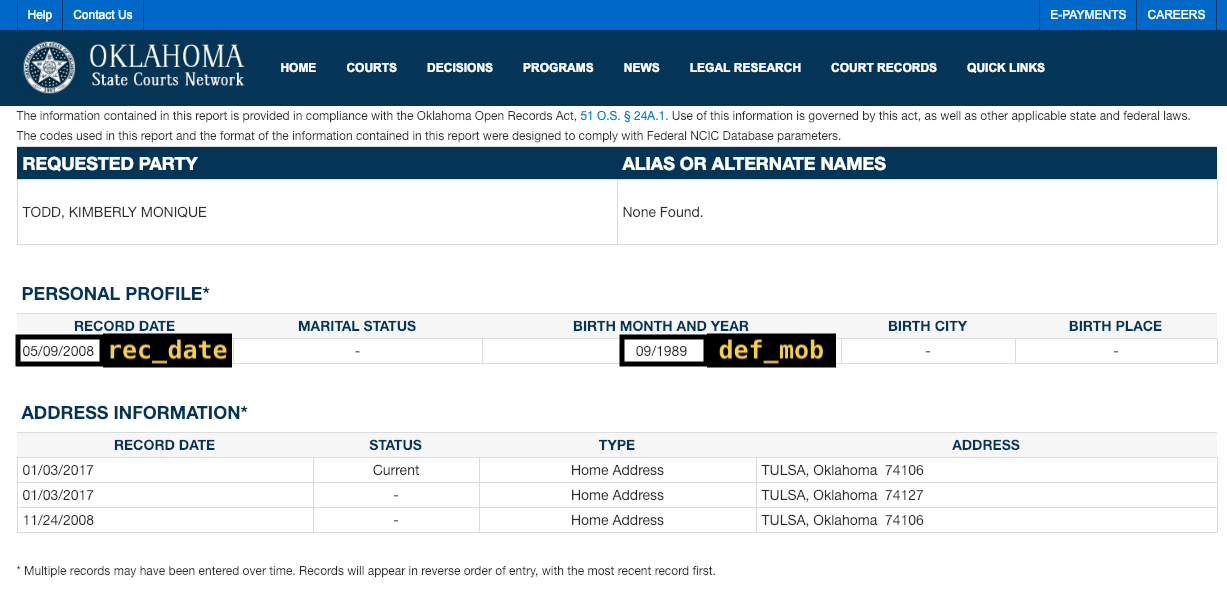 Help Contact Us E-PAYMENTS CAREERS
OKLAHOMA
State Courts Network
HOME COURTS DECISIONS PROGRAMS NEWS LEGAL RESEARCH COURT RECORDS QUICK LINKS
The information contained in this report is provided in compliance with the Oklahoma Open Records Act, 51 O.S. § 24A.1. Use of this information is governed by this act, as well as other applicable state and federal laws.
The codes used in this report and the format of the information contained in this report were designed to comply with Federal NCIC Database parameters.
REQUESTED PARTY ALIAS OR ALTERNATE NAMES
TODD, KIMBERLY MONIQUE None Found.
PERSONAL PROFILE*
RECORD DATE MARITAL STATUS BIRTH MONTH AND YEAR BIRTH CITY BIRTH PLACE
05/09/2008 rec_date - 09/1989 def_mob - -
ADDRESS INFORMATION*
RECORD DATE STATUS TYPE ADDRESS
01/03/2017 Current Home Address TULSA, Oklahoma 74106
01/03/2017 - Home Address TULSA, Oklahoma 74127
11/24/2008 - Home Address TULSA, Oklahoma 74106
* Multiple records may have been entered over time. Records will appear in reverse order of entry, with the most recent record first.